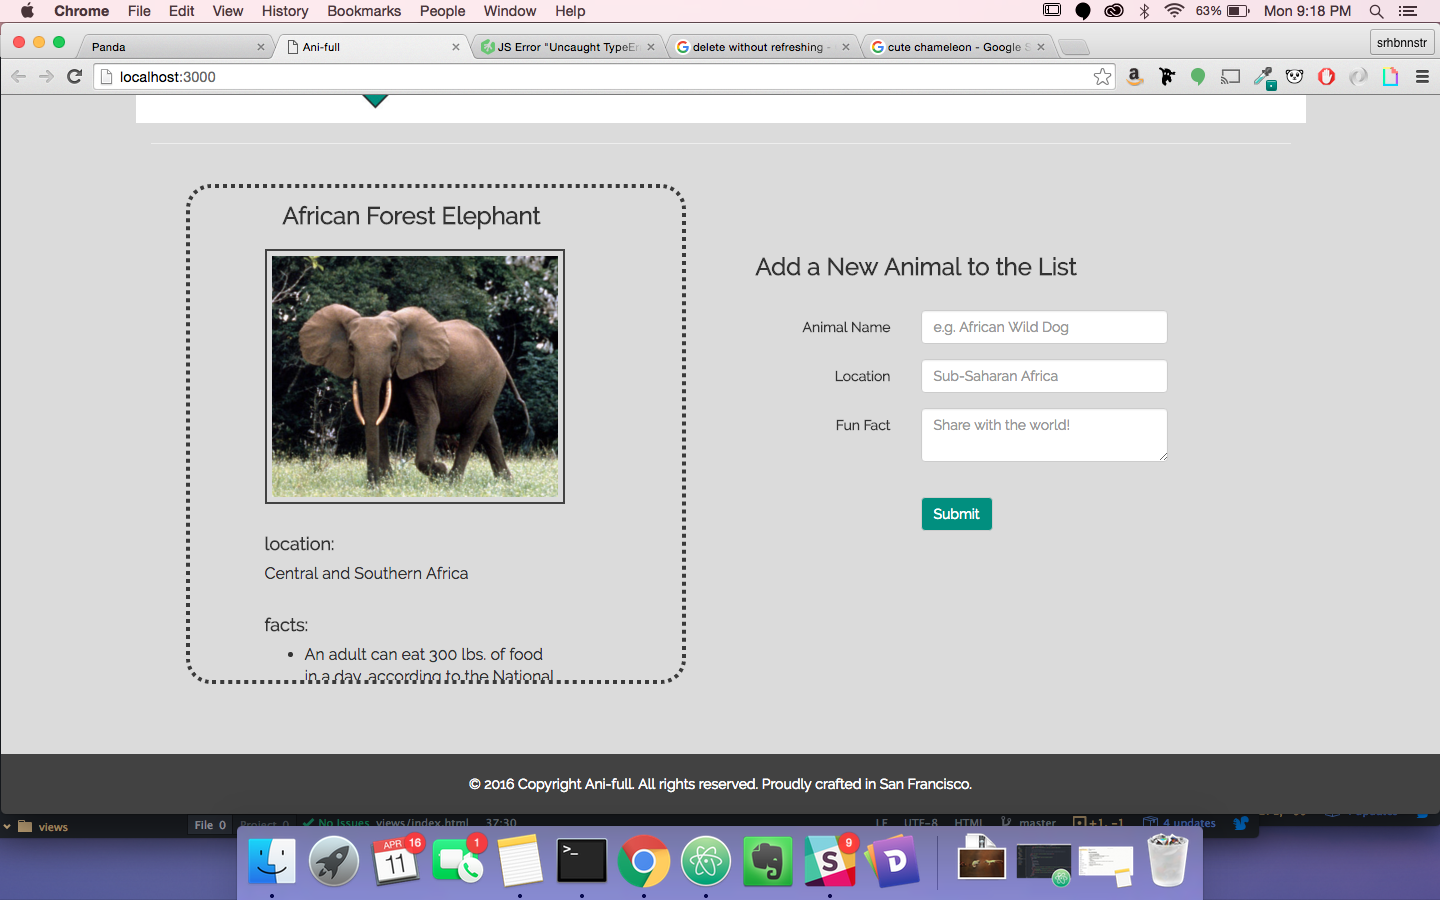 Chrome File Edit View History Bookmarks People Window Help 63% Mon 9:18 PM
Panda Ani-full JS Error "Uncaught TypeEr delete without refreshing - cute chameleon - Google S srhbnnstr
localhost:3000
African Forest Elephant
Add a New Animal to the List
Animal Name e.g. African Wild Dog
Location Sub-Saharan Africa
Fun Fact Share with the world!
Submit
location:
Central and Southern Africa
facts:
• An adult can eat 300 lbs. of food
in a day, according to the National
© 2016 Copyright Ani-full. All rights reserved. Proudly crafted in San Francisco.
views File 0 Project 0 No Issues views/index.html 37:30 LF UTF-8 HTML master +1, -1 4 updates
APR 16 1 9
11